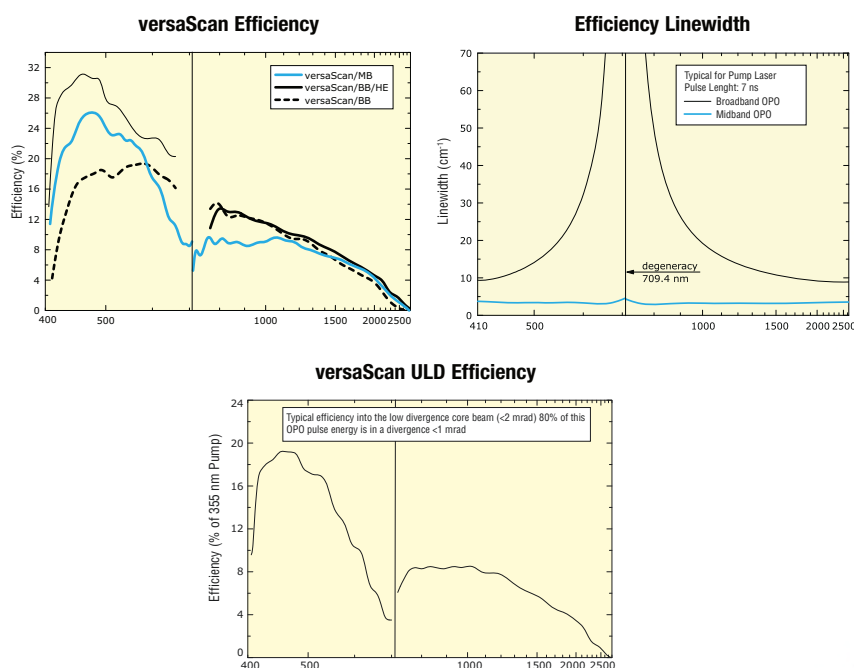 versaScan Efficiency
32
28
24
20
16
12
8
4
0
Efficiency (%)
versaScan/MB
versaScan/BB/HE
versaScan/BB
400
500
1000
1500
2000
2500
Efficiency Linewidth
70
60
50
40
30
20
10
0
Linewidth (cm-1)
Typical for Pump Laser
Pulse Lenght: 7 ns
Broadband OPO
Midband OPO
degeneracy
709.4 nm
410
500
1000
1500
2000
2500
versaScan ULD Efficiency
24
20
16
12
8
4
0
Efficiency (% of 355 nm Pump)
Typical efficiency into the low divergence core beam (<2 mrad) 80% of this
OPO pulse energy is in a divergence <1 mrad
400
500
1000
1500
2000
2500